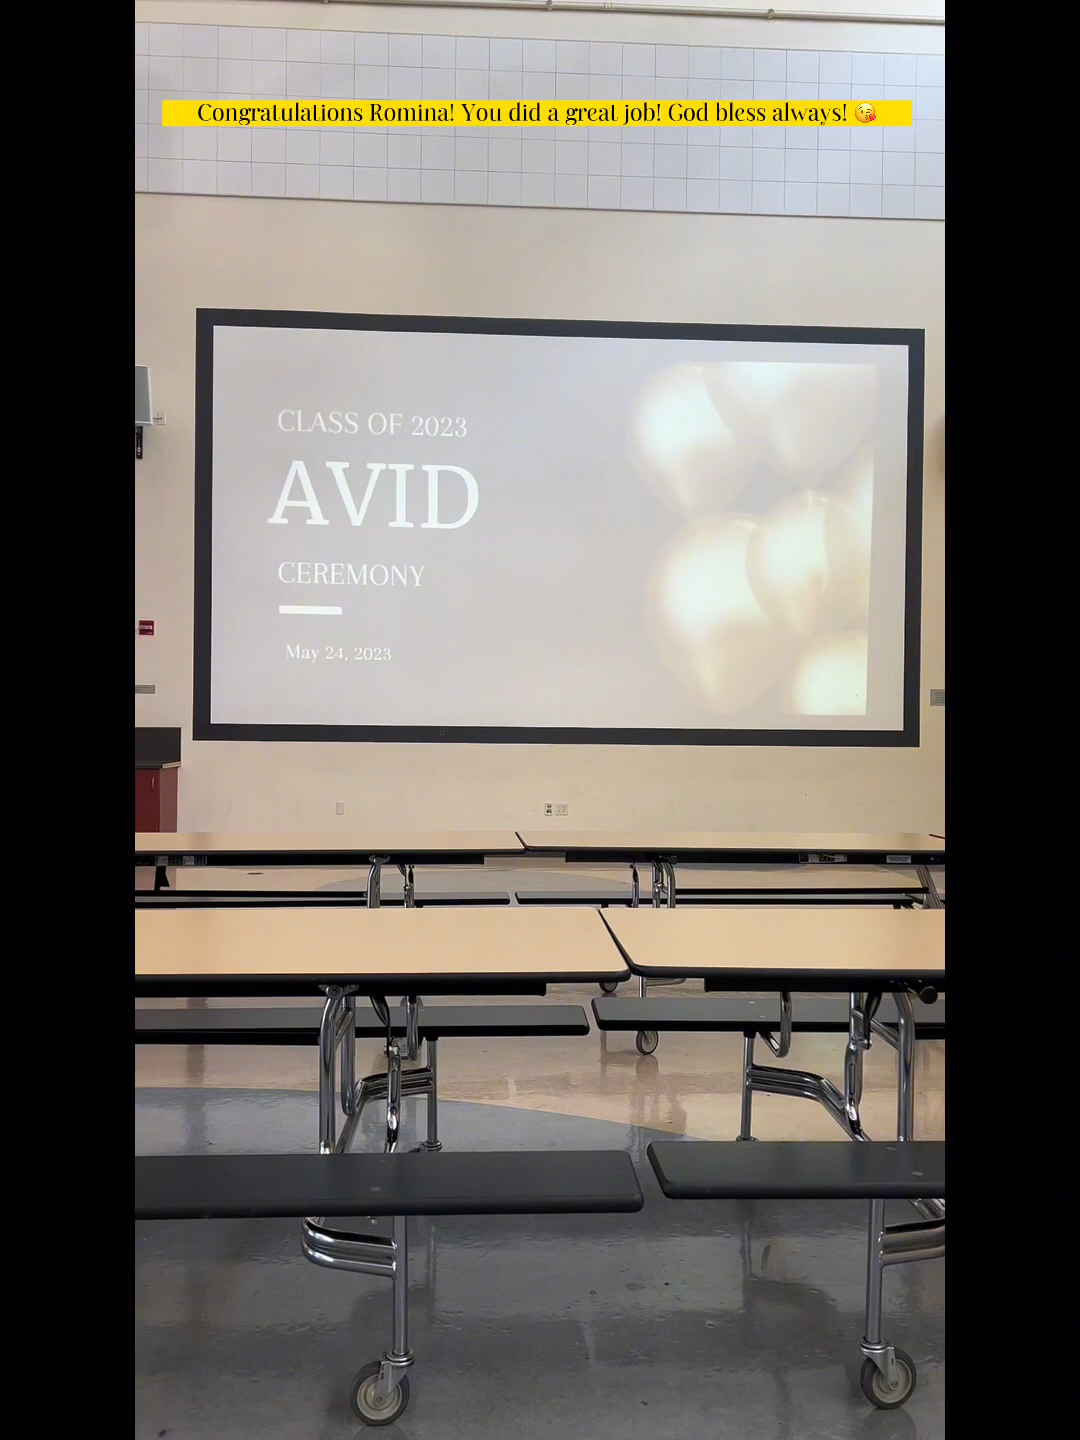 Congratulations Romina! You did a great job! God bless always! 😘
CLASS OF 2023
AVID
CEREMONY
May 24, 2023